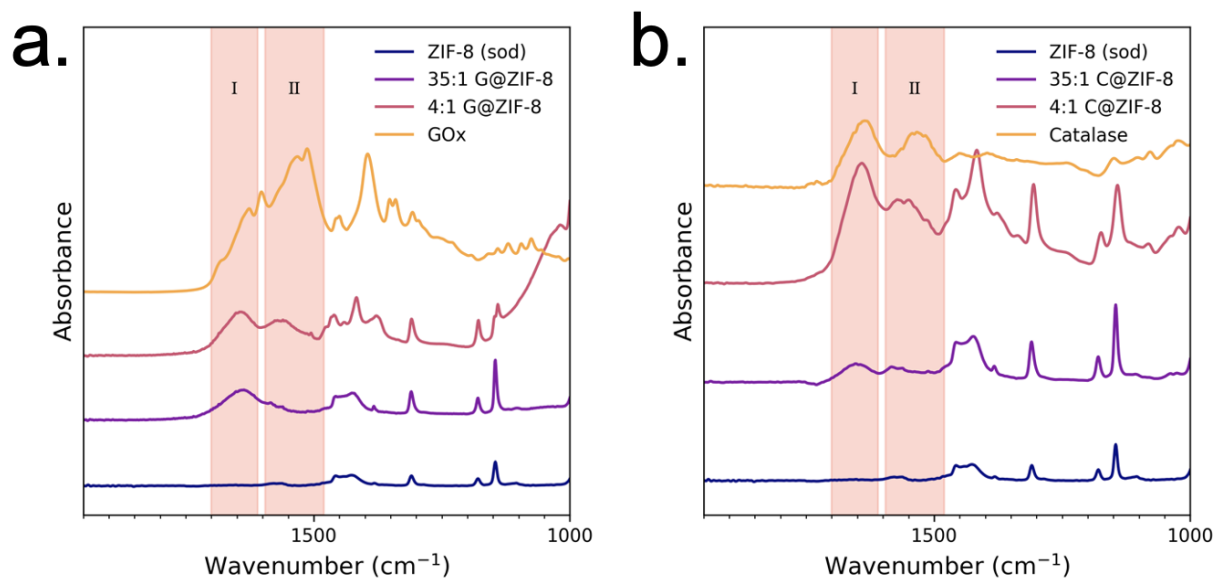 a.
ZIF-8 (sod)
35:1 G@ZIF-8
4:1 G@ZIF-8
GOx
I
II
Absorbance
1500
1000
Wavenumber (cm⁻¹)
b.
ZIF-8 (sod)
35:1 C@ZIF-8
4:1 C@ZIF-8
Catalase
I
II
Absorbance
1500
1000
Wavenumber (cm⁻¹)